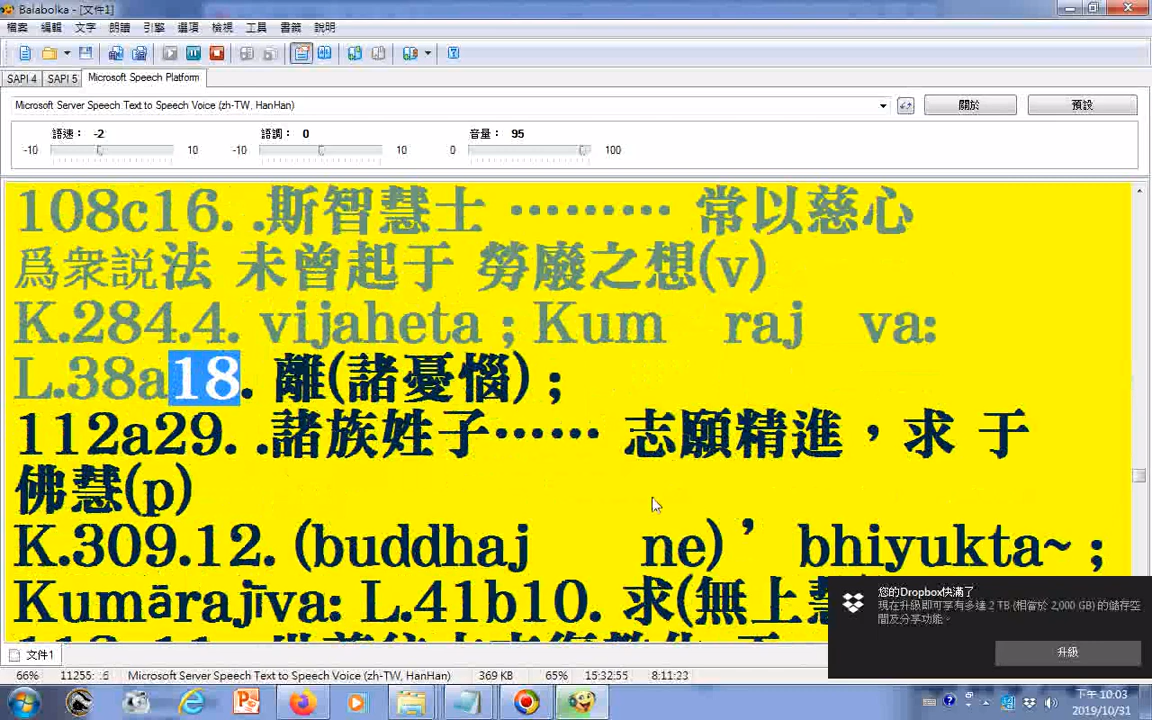 Balabolka - [文件1]
檔案 編輯 文字 朗讀 引擎 選項 檢視 工具 書籤 說明
SAPI 4 SAPI 5 Microsoft Speech Platform
Microsoft Server Speech Text to Speech Voice (zh-TW, HanHan)
關於 預設
語速： -2 語調： 0 音量： 95
-10 10 -10 10 0 100
108c16. .斯智慧士 ……… 常以慈心
爲衆説法 未曾起于 勞廢之想(v)
K.284.4. vijaheta ; Kum raj va:
L.38a18. 離(諸憂惱) ;
112a29. .諸族姓子…… 志願精進，求 于
佛慧(p)
K.309.12. (buddhaj ne) ’ bhiyukta~ ;
Kumārajīva: L.41b10. 求(無上
您的Dropbox快滿了
現在升級即可享有多達 2 TB (相當於 2,000 GB) 的儲存空
間及分享功能。
升級
文件1
66% Microsoft Server Speech Text to Speech Voice (zh-TW, HanHan) 369 KB 65% 15:32:55 8:11:23
下午 10:03
2019/10/31